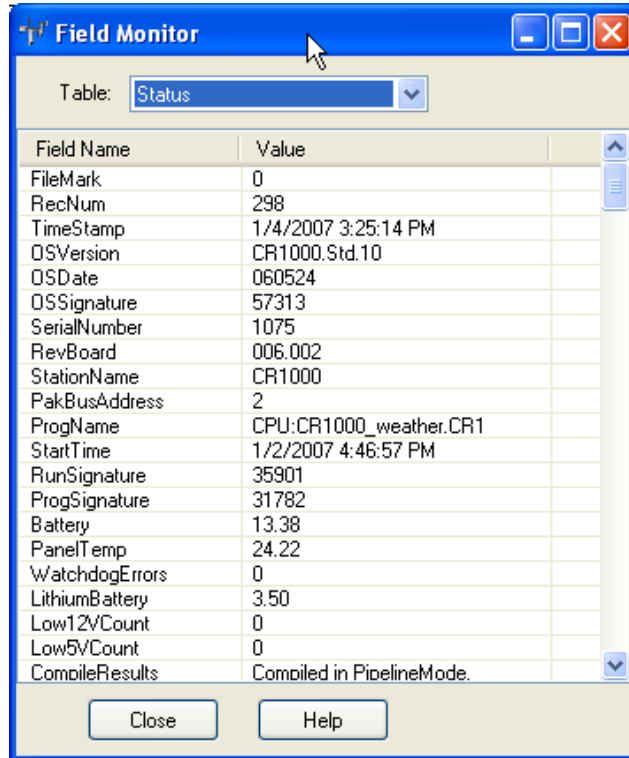 Field Monitor
Table: Status
Field Name Value
FileMark 0
RecNum 298
TimeStamp 1/4/2007 3:25:14 PM
OSVersion CR1000.Std.10
OSDate 060524
OSSignature 57313
SerialNumber 1075
RevBoard 006.002
StationName CR1000
PakBusAddress 2
ProgName CPU:CR1000_weather.CR1
StartTime 1/2/2007 4:46:57 PM
RunSignature 35901
ProgSignature 31782
Battery 13.38
PanelTemp 24.22
WatchdogErrors 0
LithiumBattery 3.50
Low12VCount 0
Low5VCount 0
CompileResults Compiled in PipelineMode.
Close Help